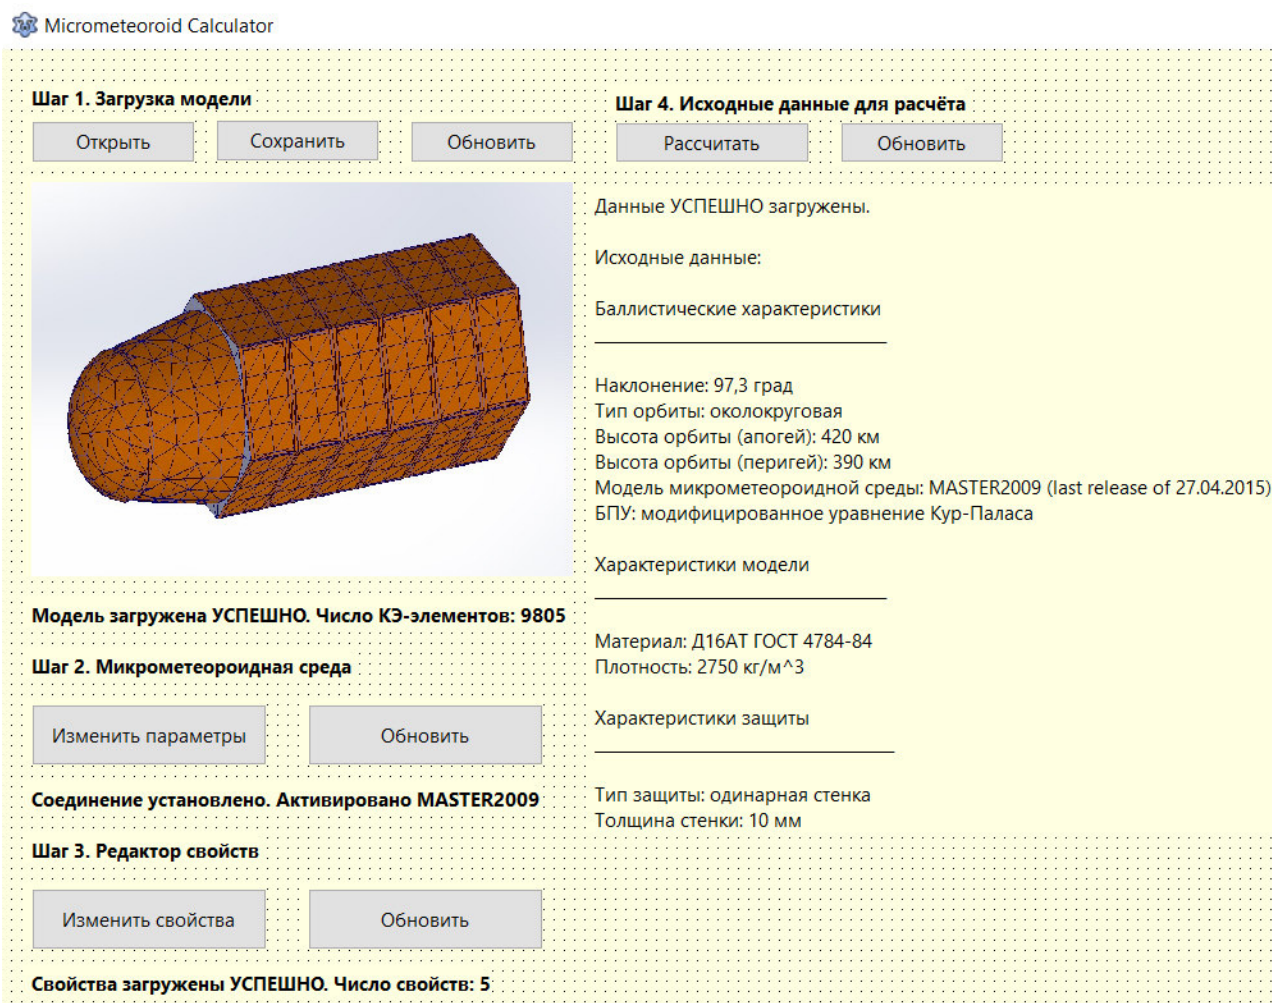 Micrometeoroid Calculator
Шаг 1. Загрузка модели
Открыть
Сохранить
Обновить
Модель загружена УСПЕШНО. Число КЭ-элементов: 9805
Шаг 2. Микрометеороидная среда
Изменить параметры
Обновить
Соединение установлено. Активировано MASTER2009
Шаг 3. Редактор свойств
Изменить свойства
Обновить
Свойства загружены УСПЕШНО. Число свойств: 5
Шаг 4. Исходные данные для расчёта
Рассчитать
Обновить
Данные УСПЕШНО загружены.
Исходные данные:
Баллистические характеристики
Наклонение: 97,3 град
Тип орбиты: околокруговая
Высота орбиты (апогей): 420 км
Высота орбиты (перигей): 390 км
Модель микрометеороидной среды: MASTER2009 (last release of 27.04.2015)
БПУ: модифицированное уравнение Кур-Паласа
Характеристики модели
Материал: Д16АТ ГОСТ 4784-84
Плотность: 2750 кг/м^3
Характеристики защиты
Тип защиты: одинарная стенка
Толщина стенки: 10 мм